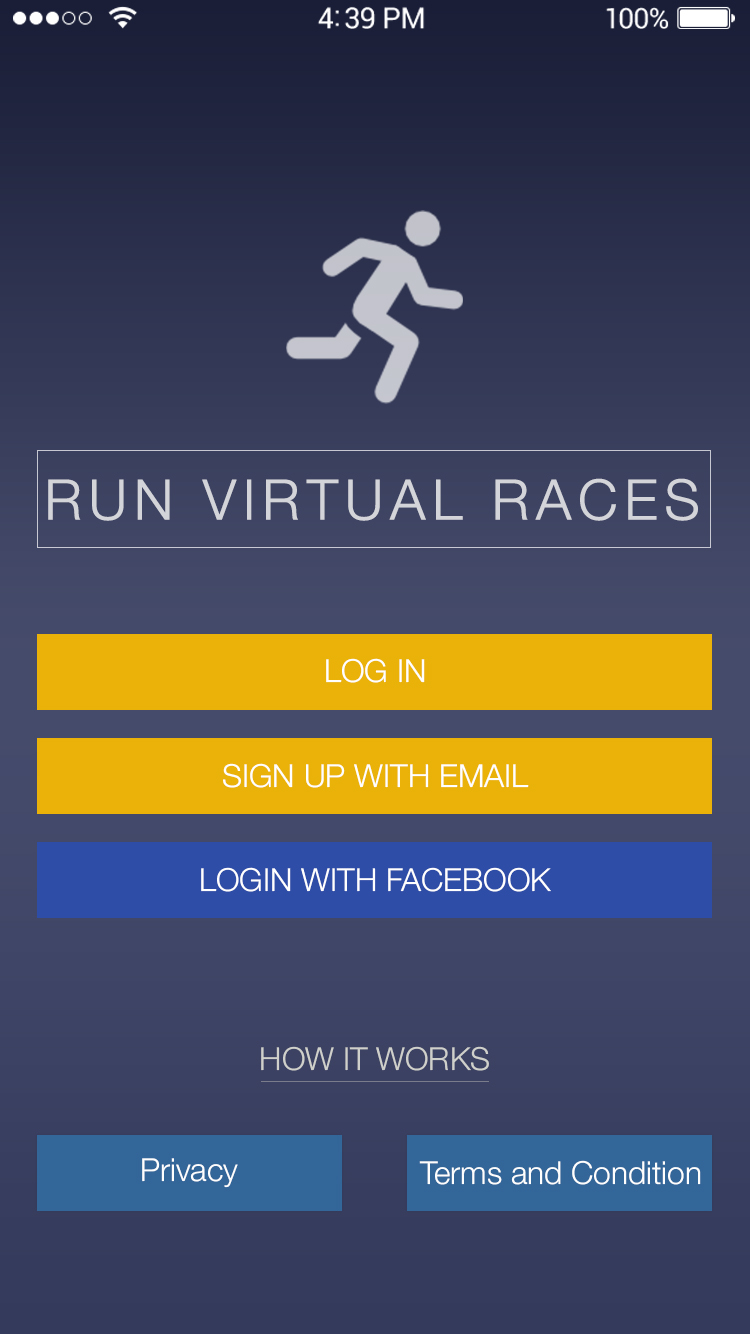 4:39 PM
100%
RUN VIRTUAL RACES
LOG IN
SIGN UP WITH EMAIL
LOGIN WITH FACEBOOK
HOW IT WORKS
Privacy
Terms and Condition